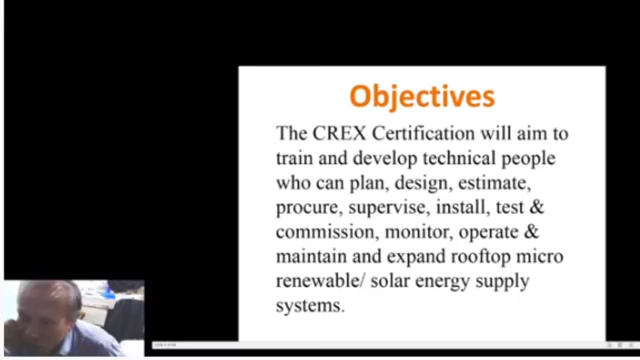 Objectives
The CREX Certification will aim to
train and develop technical people
who can plan, design, estimate,
procure, supervise, install, test &
commission, monitor, operate &
maintain and expand rooftop micro
renewable/ solar energy supply
systems.